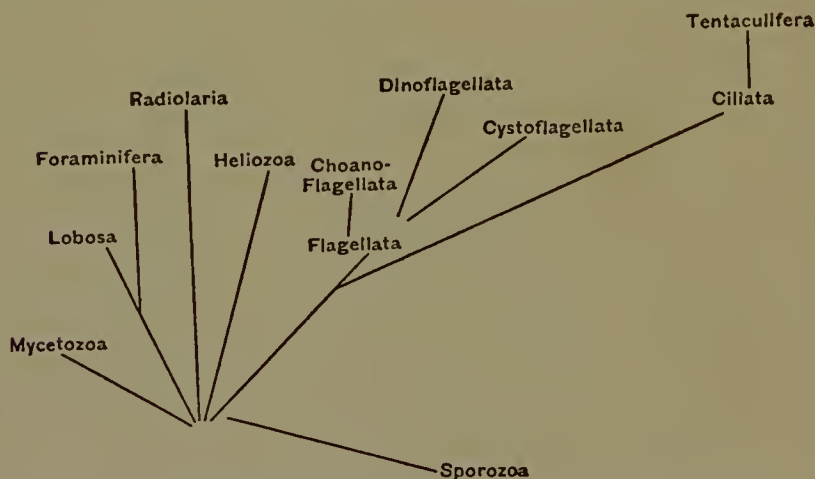 Tentaculifera
Dinoflagellata
Radiolaria
Ciliata
Cystoflagellata
Foraminifera
Heliozoa
Choano-
Flagellata
Lobosa
Flagellata
Mycetozoa
Sporozoa